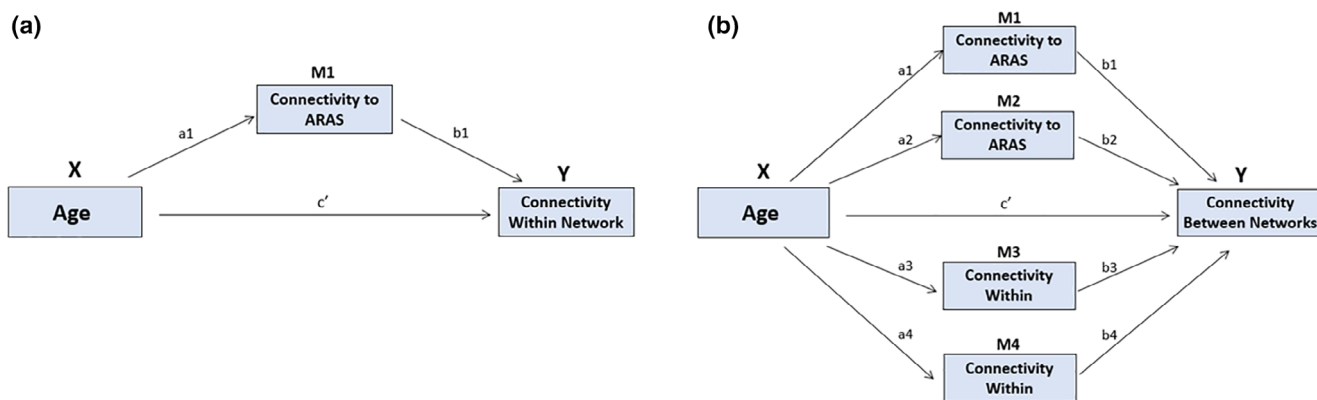 (a)
M1
Connectivity to
ARAS
a1
b1
X
Y
Age
c'
Connectivity
Within Network
(b)
M1
Connectivity to
ARAS
a1
b1
M2
Connectivity to
ARAS
a2
b2
X
Y
Age
c'
Connectivity
Between Networks
M3
a3
b3
Connectivity
Within
a4
b4
M4
Connectivity
Within